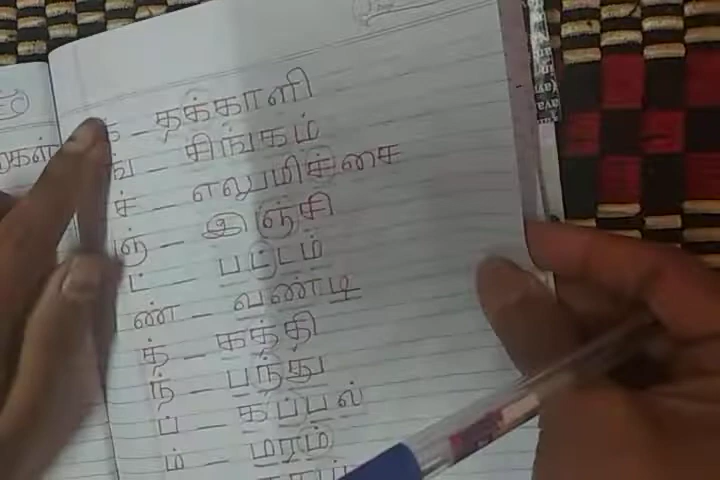 க் - தக்காளி
ங் - சிங்கம்
ச் - எலுமிச்சை
ஞ் - இஞ்சி
ட் - பட்டம்
ண் - வண்டி
த் - கத்தி
ந் - பந்து
ப் - கப்பல்
ம் - மரம்